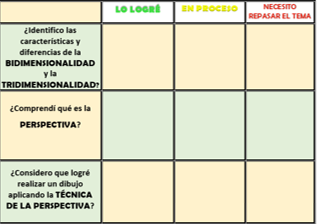 LO LOGRÉ
EN PROCESO
NECESITO
REPASAR EL TEMA
¿Identifico las
características y
diferencias de la
BIDIMENSIONALIDAD
y la
TRIDIMENSIONALIDAD?
¿Comprendí qué es la
PERSPECTIVA?
¿Considero que logré
realizar un dibujo
aplicando la TÉCNICA
DE LA PERSPECTIVA?